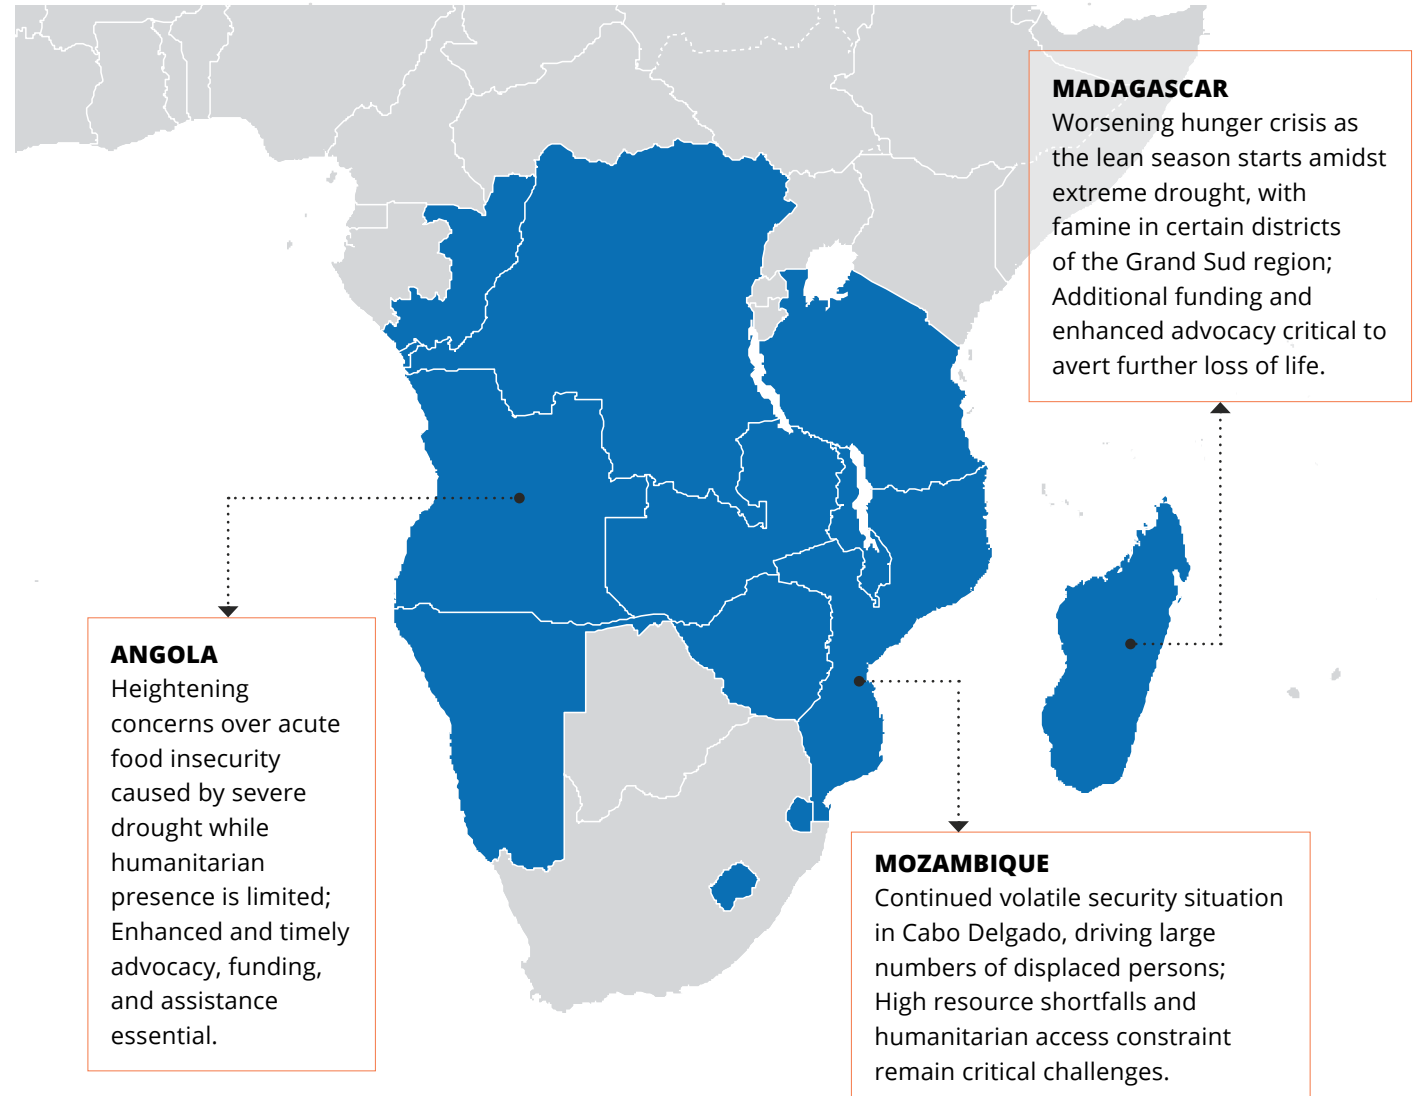 MADAGASCAR
Worsening hunger crisis as
the lean season starts amidst
extreme drought, with
famine in certain districts
of the Grand Sud region;
Additional funding and
enhanced advocacy critical to
avert further loss of life.
ANGOLA
Heightening
concerns over acute
food insecurity
caused by severe
drought while
humanitarian
presence is limited;
Enhanced and timely
advocacy, funding,
and assistance
essential.
MOZAMBIQUE
Continued volatile security situation
in Cabo Delgado, driving large
numbers of displaced persons;
High resource shortfalls and
humanitarian access constraint
remain critical challenges.